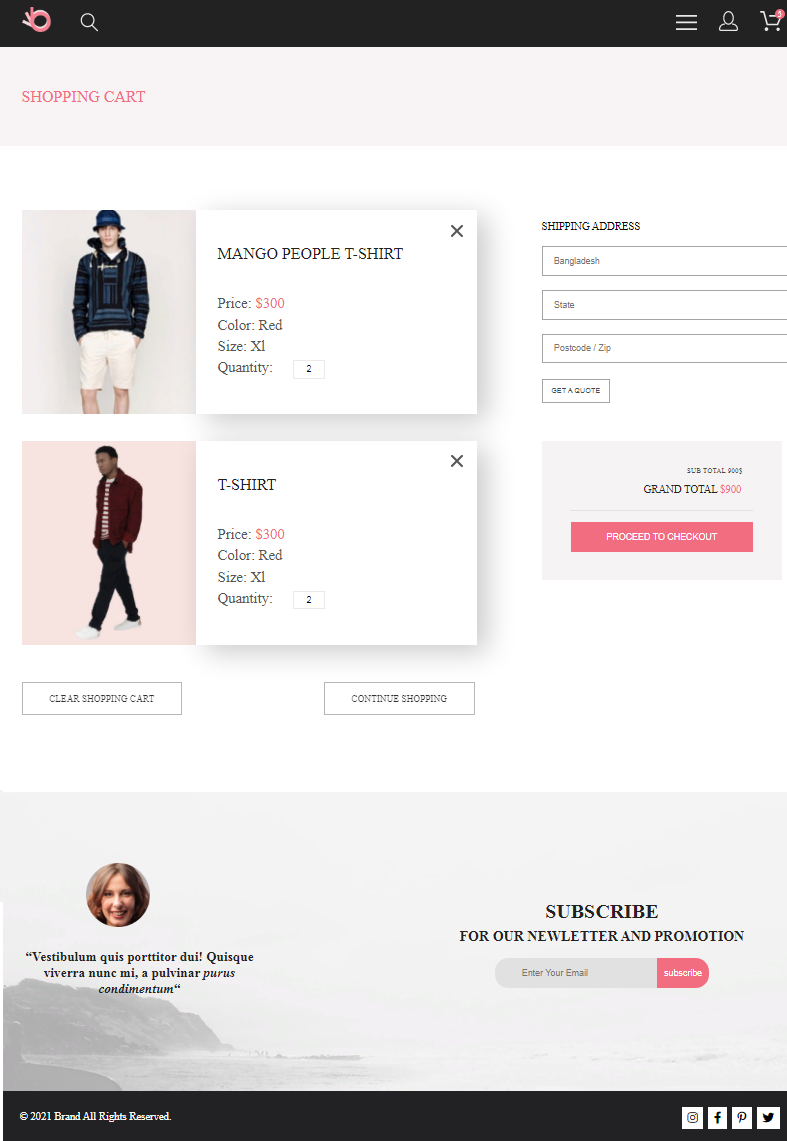 5
SHOPPING CART
MANGO PEOPLE T-SHIRT
Price: $300
Color: Red
Size: Xl
Quantity: 2
T-SHIRT
Price: $300
Color: Red
Size: Xl
Quantity: 2
CLEAR SHOPPING CART
CONTINUE SHOPPING
SHIPPING ADDRESS
Bangladesh
State
Postcode / Zip
GET A QUOTE
SUB TOTAL 900$
GRAND TOTAL $900
PROCEED TO CHECKOUT
“Vestibulum quis porttitor dui! Quisque
viverra nunc mi, a pulvinar purus
condimentum“
SUBSCRIBE
FOR OUR NEWLETTER AND PROMOTION
Enter Your Email
subscribe
© 2021 Brand All Rights Reserved.